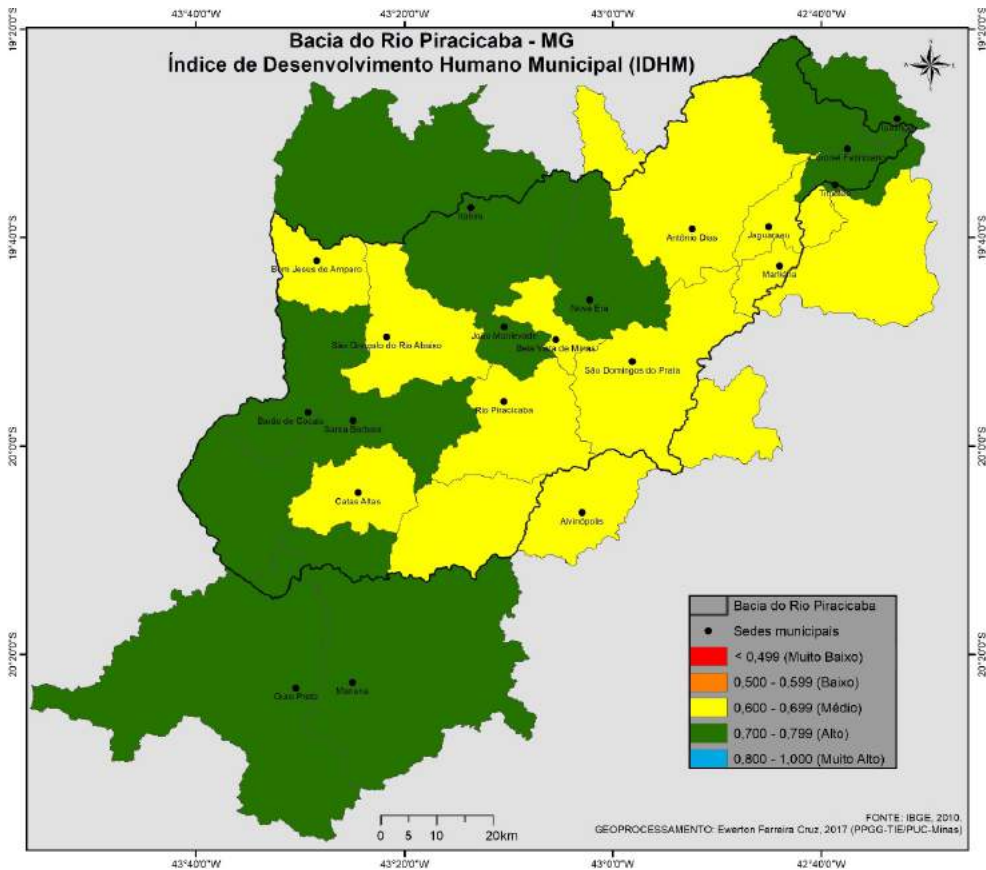 43°40'0"O 43°20'0"O 43°0'0"O 42°40'0"O
19°20'0"S
19°20'0"S
Bacia do Rio Piracicaba - MG
Índice de Desenvolvimento Humano Municipal (IDHM)
Coronel Fabriciano
Timóteo
Itabira
19°40'0"S
19°40'0"S
Antônio Dias
Jaguaraçu
Bom Jesus do Amparo
Marliéria
Nova Era
João Monlevade
São Gonçalo do Rio Abaixo
Bela Vista de Minas
São Domingos do Prata
Rio Piracicaba
Barão de Cocais
Santa Bárbara
20°0'0"S
20°0'0"S
Catas Altas
Alvinópolis
Bacia do Rio Piracicaba
Sedes municipais
< 0,499 (Muito Baixo)
0,500 - 0,599 (Baixo)
0,600 - 0,699 (Médio)
0,700 - 0,799 (Alto)
0,800 - 1,000 (Muito Alto)
20°20'0"S
20°20'0"S
Ouro Preto
Mariana
0 5 10 20km
FONTE: IBGE, 2010.
GEOPROCESSAMENTO: Ewerton Ferreira Cruz, 2017 (PPGG-TIE/PUC-Minas)
43°40'0"O 43°20'0"O 43°0'0"O 42°40'0"O